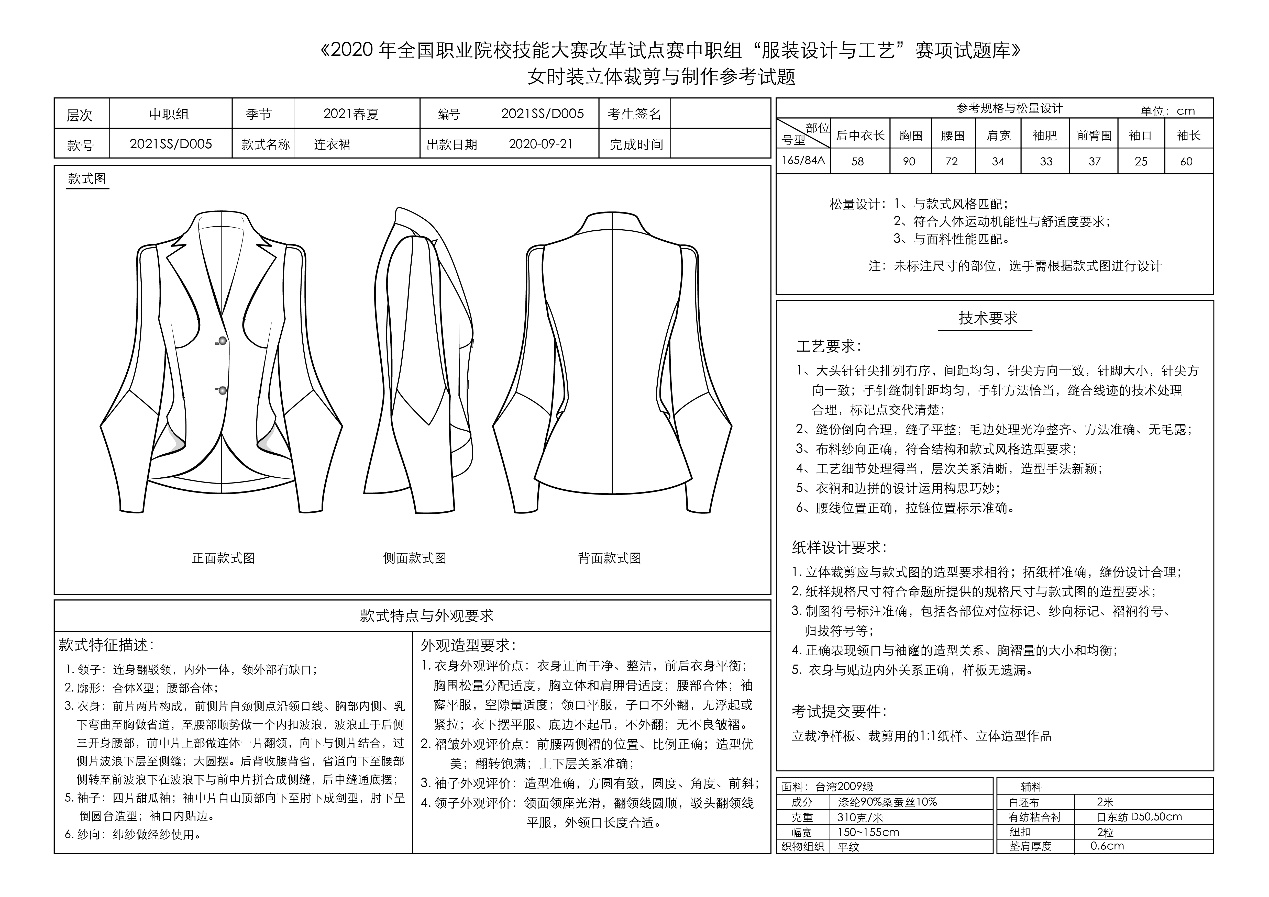 《2020 年全国职业院校技能大赛改革试点赛中职组“服装设计与工艺”赛项试题库》
女时装立体裁剪与制作参考试题
层次 中职组 季节 2021春夏 编号 2021SS/D005 考生签名
款号 2021SS/D005 款式名称 连衣裙 出款日期 2020-09-21 完成时间
参考规格与松量设计 单位：cm
部位 号型 后中衣长 胸围 腰围 肩宽 袖肥 前臂围 袖口 袖长
165/84A 58 90 72 34 33 37 25 60
松量设计：1、与款式风格匹配；
2、符合人体运动机能性与舒适度要求；
3、与面料性能匹配。
注：未标注尺寸的部位，选手需根据款式图进行设计
款式图
正面款式图 侧面款式图 背面款式图
技术要求
工艺要求：
1、大头针针尖排列有序，间距均匀，针尖方向一致，针脚大小，针尖方
向一致；手针缝制针距均匀，手针方法恰当，缝合线迹的技术处理
合理，标记点交代清楚；
2、缝份倒向合理，缝子平整；毛边处理光净整齐、方法准确、无毛露；
3、布料纱向正确，符合结构和款式风格造型要求；
4、工艺细节处理得当，层次关系清晰，造型手法新颖；
5、衣裥和边拼的设计运用构思巧妙；
6、腰线位置正确，拉链位置标示准确。
纸样设计要求：
1. 立体裁剪应与款式图的造型要求相符；拓纸样准确，缝份设计合理；
2. 纸样规格尺寸符合命题所提供的规格尺寸与款式图的造型要求；
3. 制图符号标注准确，包括各部位对位标记、纱向标记、褶裥符号、
归拔符号等；
4. 正确表现领口与袖窿的造型关系、胸褶量的大小和均衡；
5. 衣身与贴边内外关系正确，样板无遗漏。
考试提交要件：
立裁净样板、裁剪用的1:1纸样、立体造型作品
款式特点与外观要求
款式特征描述：
1. 领子：连身翻驳领，内外一体，领外部有缺口；
2. 廓形：合体X型；腰部合体；
3. 衣身：前片两片构成，前侧片自颈侧点沿领口线、胸部内侧、乳
下弯曲至胸做省道，至腰部顺势做一个内扣波浪，波浪止于后侧
三开身腰部，前中片上部做连体一片翻领，向下与侧片结合，过
侧片波浪下层至侧缝；大圆摆。后背收腰背省，省道向下至腰部
侧转至前波浪下在波浪下与前中片拼合成侧缝，后中缝通底摆；
5. 袖子：四片甜瓜袖；袖中片自山顶部向下至肘下成剑型，肘下呈
倒圆台造型；袖口内贴边。
6. 纱向：纬纱做经纱使用。
外观造型要求：
1. 衣身外观评价点：衣身正面干净、整洁，前后衣身平衡；
胸围松量分配适度，胸立体和肩胛骨适度；腰部合体；袖
窿平服，空隙量适度；领口平服，子口不外翻，无浮起或
紧拉；衣下摆平服、底边不起吊，不外翻；无不良皱褶。
2. 褶皱外观评价点：前腰两侧褶的位置、比例正确；造型优
美；翻转饱满；上下层关系准确。
3. 袖子外观评价：造型准确，方圆有致，圆度、角度、前斜；
4. 领子外观评价：领面领座光滑，翻领线圆顺，驳头翻领线
平服，外领口长度合适。
面料：台湾2009缎
成分 涤纶90%桑蚕丝10%
克重 310克/米
幅宽 150~155cm
织物组织 平纹
辅料
白坯布 2米
有纺粘合衬 日东纺 D50,50cm
纽扣 2粒
垫肩厚度 0.6cm